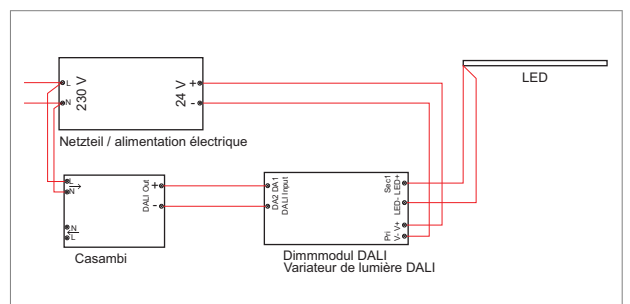 L
N
230 V
24 V
+
-
Netzteil / alimentation électrique
LED
L
N
N
L
DALI Out
+
-
Casambi
DA2 DA1
DALI Input
Sec1
LED- LED+
Pri
V- V+
Dimmmodul DALI
Variateur de lumière DALI